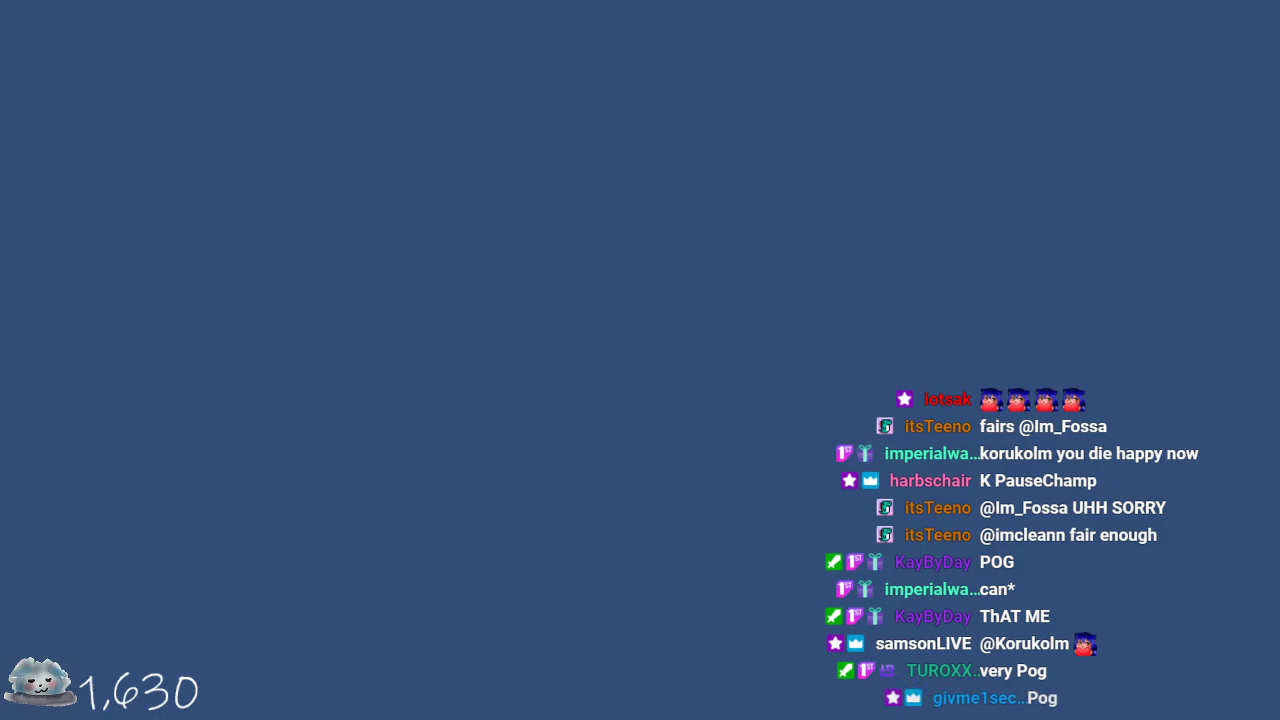 iotsak
itsTeeno fairs @Im_Fossa
imperialwa...korukolm you die happy now
harbschair K PauseChamp
itsTeeno @Im_Fossa UHH SORRY
itsTeeno @imcleann fair enough
KayByDay POG
imperialwa...can*
KayByDay ThAT ME
samsonLIVE @Korukolm
TUROXX...very Pog
givme1sec...Pog
1,630